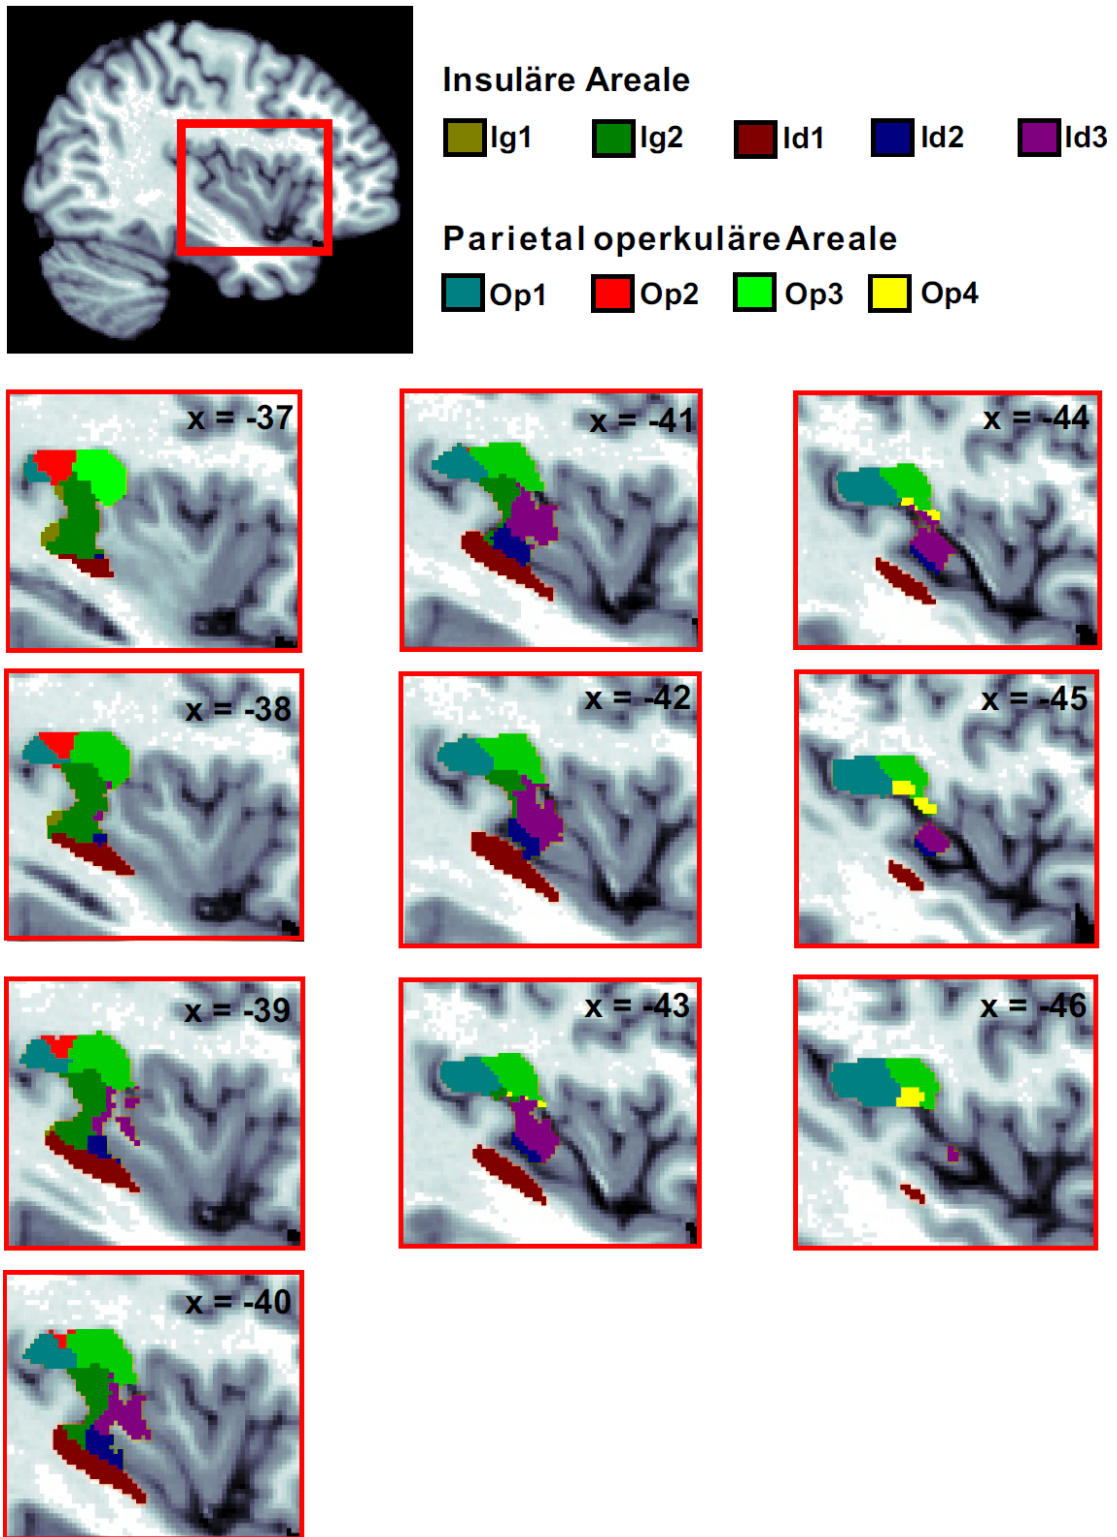 Insuläre Areale
Ig1 Ig2 Id1 Id2 Id3
Parietal operkuläre Areale
Op1 Op2 Op3 Op4
x = -37 x = -41 x = -44
x = -38 x = -42 x = -45
x = -39 x = -43 x = -46
x = -40